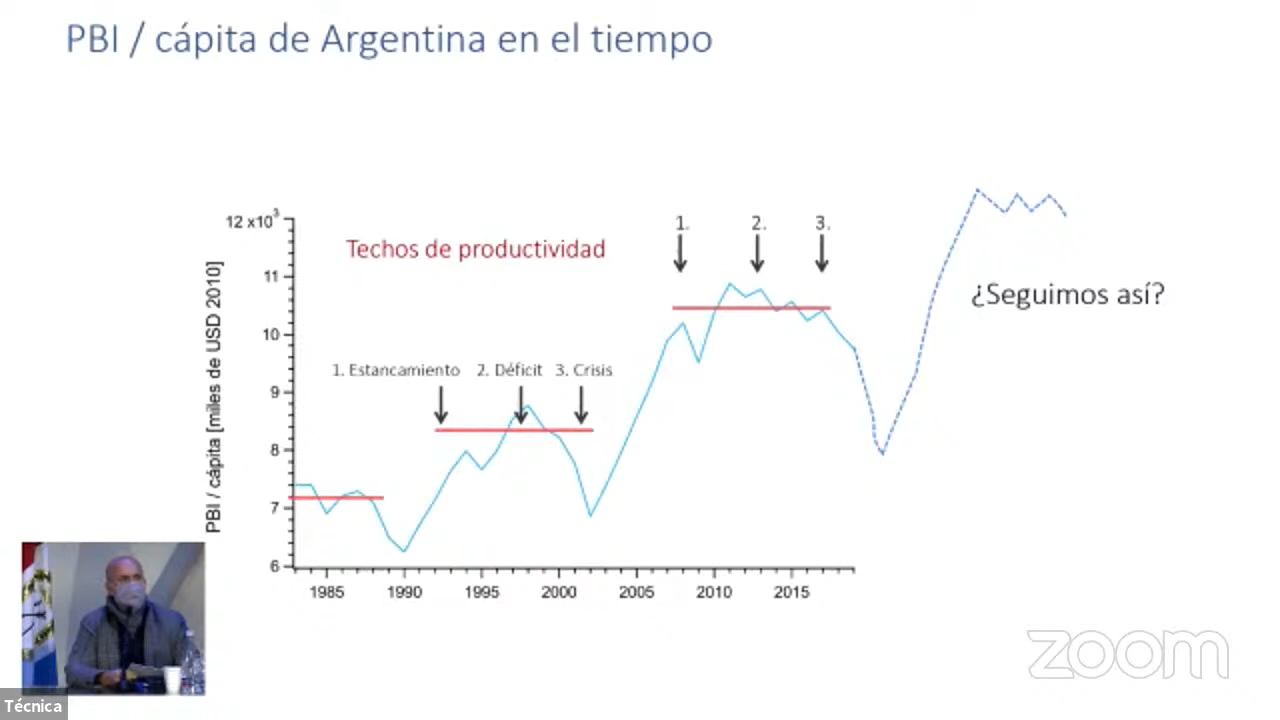 PBI / cápita de Argentina en el tiempo
12 x10³
1.
2.
3.
Techos de productividad
11
¿Seguimos así?
10
1. Estancamiento 2. Déficit 3. Crisis
9
8
7
6
PBI / cápita [miles de USD 2010]
1985 1990 1995 2000 2005 2010 2015
zoom
Técnica